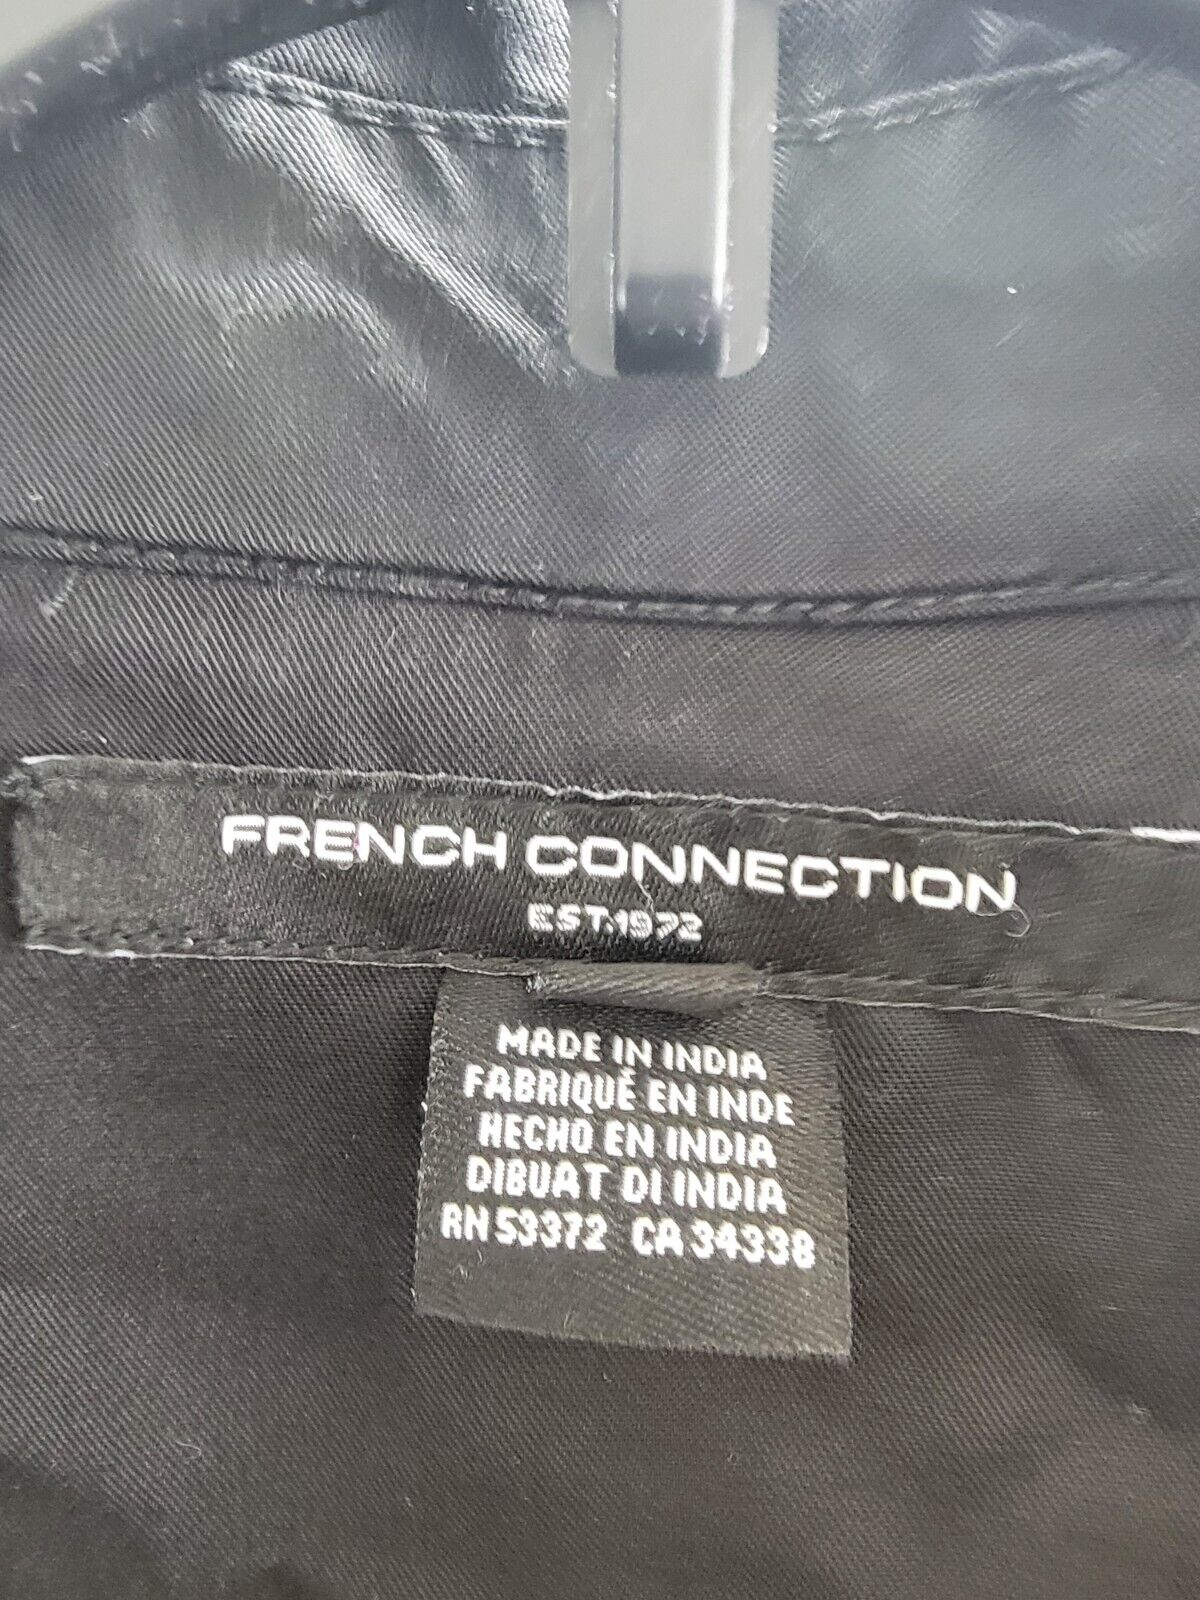 FRENCH CONNECTION
EST.1972
MADE IN INDIA
FABRIQUÉ EN INDE
HECHO EN INDIA
DIBUAT DI INDIA
RN 53372 CA 34338